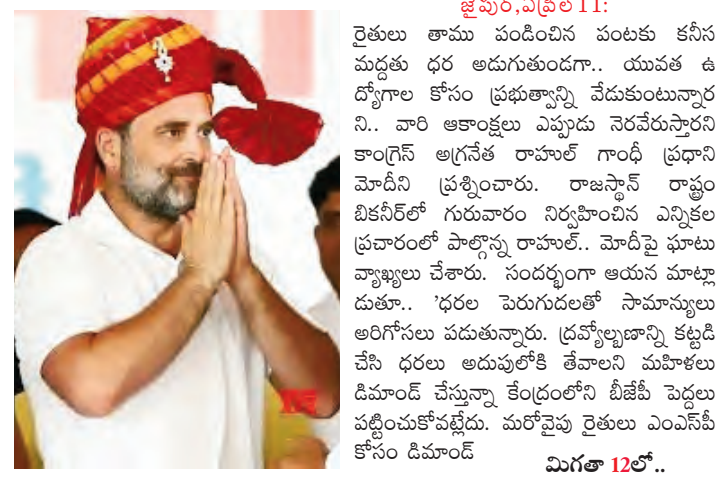 జైపుర్,ఏప్రిల్ 11:
రైతులు తాము పండించిన పంటకు కనీస
మద్దతు ధర అడుగుతుండగా.. యువత ఉ
ద్యోగాల కోసం ప్రభుత్వాన్ని వేడుకుంటున్నార
ని.. వారి ఆకాంక్షలు ఎప్పుడు నెరవేరుస్తారని
కాంగ్రెస్ అగ్రనేత రాహుల్ గాంధీ ప్రధాని
మోదీని ప్రశ్నించారు. రాజస్థాన్ రాష్ట్రం
బికనీర్‌లో గురువారం నిర్వహించిన ఎన్నికల
ప్రచారంలో పాల్గొన్న రాహుల్.. మోదీపై ఘాటు
వ్యాఖ్యలు చేశారు. సందర్భంగా ఆయన మాట్లా
డుతూ.. 'ధరల పెరుగుదలతో సామాన్యులు
అరిగోసలు పడుతున్నారు. ద్రవ్యోల్బణాన్ని కట్టడి
చేసి ధరలు అదుపులోకి తేవాలని మహిళలు
డిమాండ్ చేస్తున్నా కేంద్రంలోని బీజేపీ పెద్దలు
పట్టించుకోవట్లేదు. మరోవైపు రైతులు ఎంఎస్‌పీ
కోసం డిమాండ్
మిగతా 12లో..